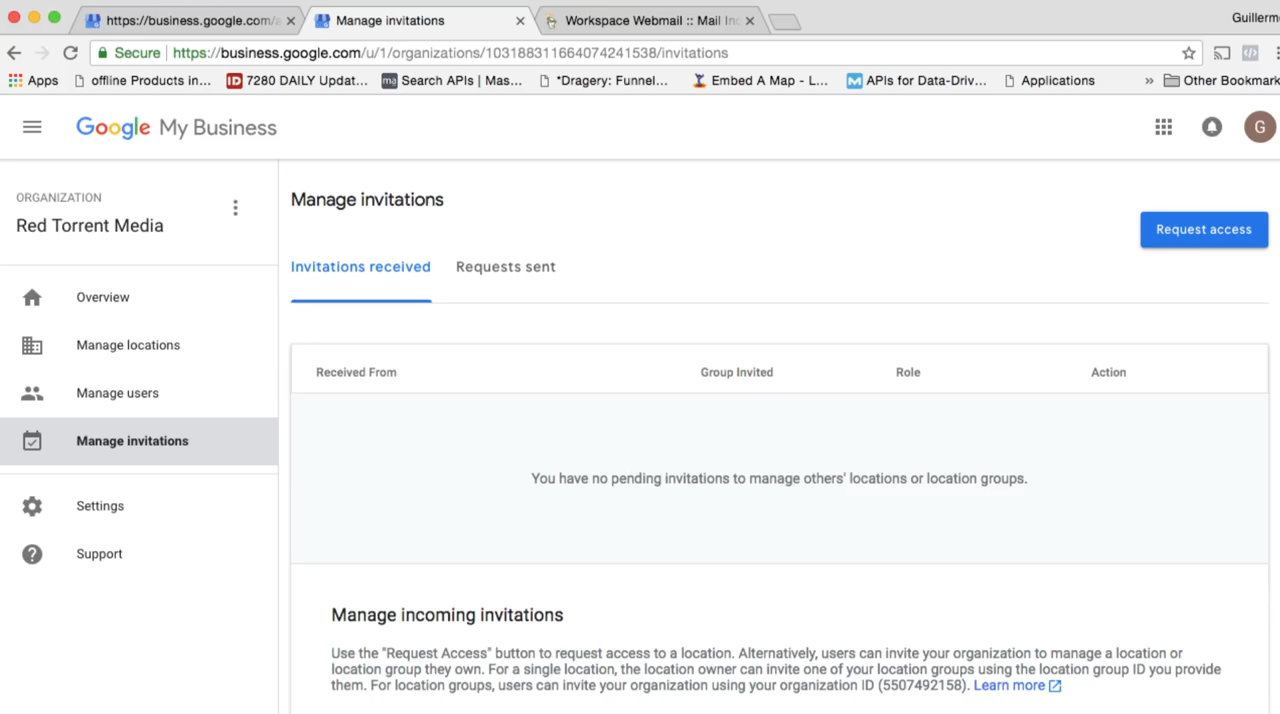 https://business.google.com/a
Manage invitations
Workspace Webmail :: Mail In
Guillerm
Secure
https://business.google.com/u/1/organizations/103188311664074241538/invitations
Apps
offline Products in...
ID
7280 DAILY Updat...
ma
Search APIs | Mas...
*Dragery: Funnel...
Embed A Map - L...
M
APIs for Data-Driv...
Applications
»
Other Bookmark
Google My Business
G
ORGANIZATION
Red Torrent Media
Overview
Manage locations
Manage users
Manage invitations
Settings
?
Support
Manage invitations
Request access
Invitations received
Requests sent
Received From
Group Invited
Role
Action
You have no pending invitations to manage others' locations or location groups.
Manage incoming invitations
Use the "Request Access" button to request access to a location. Alternatively, users can invite your organization to manage a location or
location group they own. For a single location, the location owner can invite one of your location groups using the location group ID you provide
them. For location groups, users can invite your organization using your organization ID (5507492158). Learn more